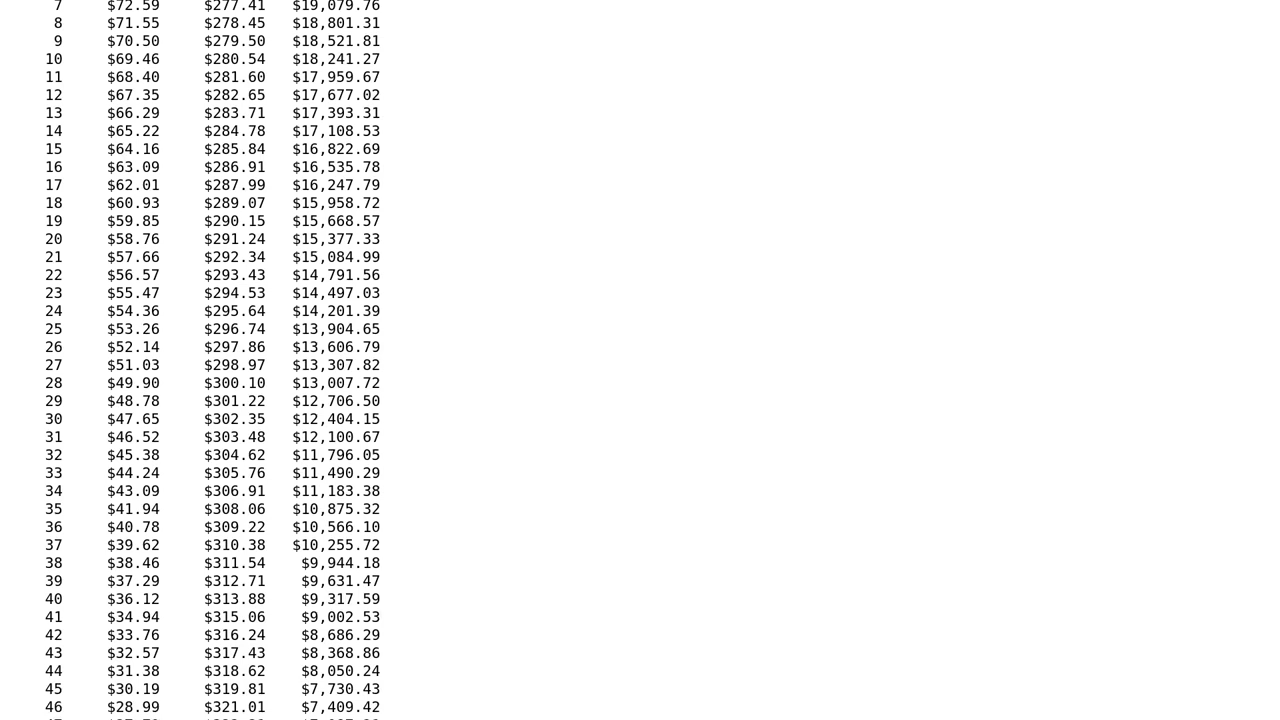 7 $72.59 $277.41 $19,079.76
8 $71.55 $278.45 $18,801.31
9 $70.50 $279.50 $18,521.81
10 $69.46 $280.54 $18,241.27
11 $68.40 $281.60 $17,959.67
12 $67.35 $282.65 $17,677.02
13 $66.29 $283.71 $17,393.31
14 $65.22 $284.78 $17,108.53
15 $64.16 $285.84 $16,822.69
16 $63.09 $286.91 $16,535.78
17 $62.01 $287.99 $16,247.79
18 $60.93 $289.07 $15,958.72
19 $59.85 $290.15 $15,668.57
20 $58.76 $291.24 $15,377.33
21 $57.66 $292.34 $15,084.99
22 $56.57 $293.43 $14,791.56
23 $55.47 $294.53 $14,497.03
24 $54.36 $295.64 $14,201.39
25 $53.26 $296.74 $13,904.65
26 $52.14 $297.86 $13,606.79
27 $51.03 $298.97 $13,307.82
28 $49.90 $300.10 $13,007.72
29 $48.78 $301.22 $12,706.50
30 $47.65 $302.35 $12,404.15
31 $46.52 $303.48 $12,100.67
32 $45.38 $304.62 $11,796.05
33 $44.24 $305.76 $11,490.29
34 $43.09 $306.91 $11,183.38
35 $41.94 $308.06 $10,875.32
36 $40.78 $309.22 $10,566.10
37 $39.62 $310.38 $10,255.72
38 $38.46 $311.54 $9,944.18
39 $37.29 $312.71 $9,631.47
40 $36.12 $313.88 $9,317.59
41 $34.94 $315.06 $9,002.53
42 $33.76 $316.24 $8,686.29
43 $32.57 $317.43 $8,368.86
44 $31.38 $318.62 $8,050.24
45 $30.19 $319.81 $7,730.43
46 $28.99 $321.01 $7,409.42